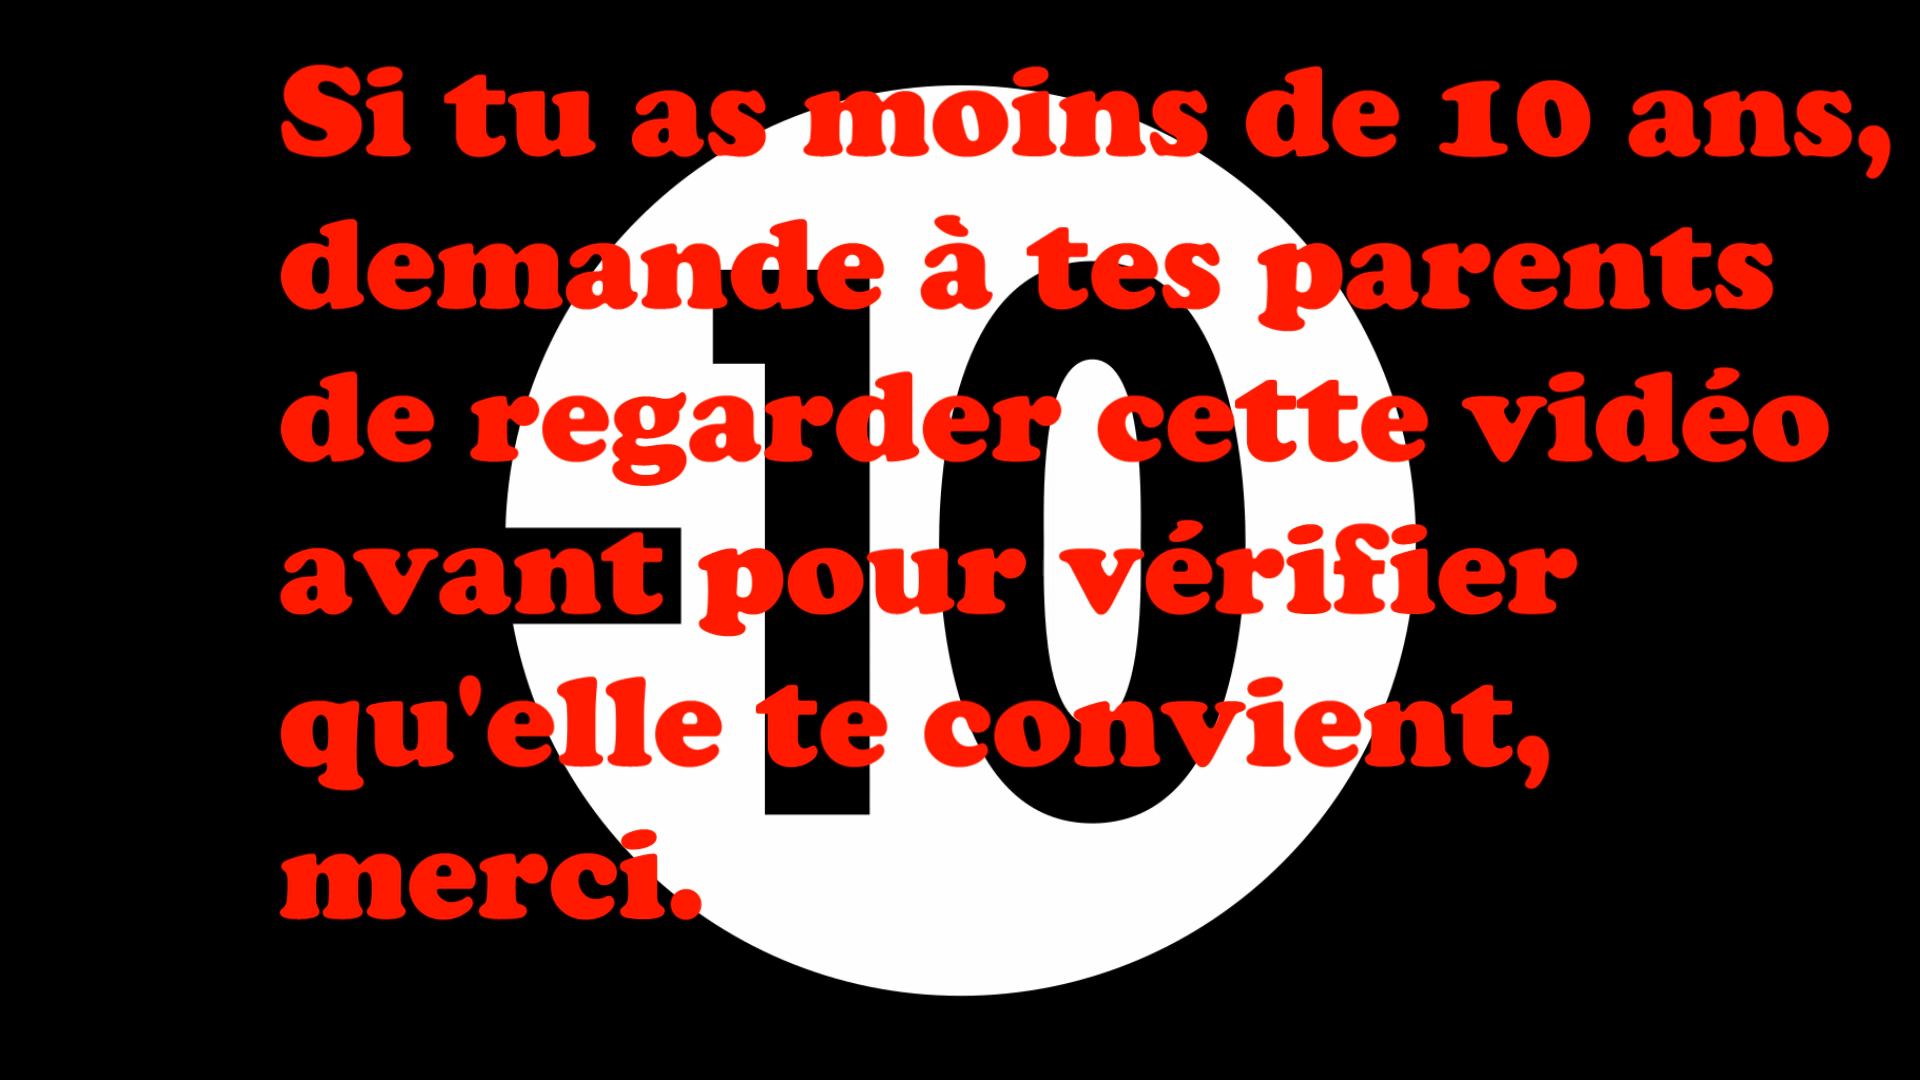 Si tu as moins de 10 ans,
demande à tes parents
de regarder cette vidéo
avant pour vérifier
qu'elle te convient,
merci.
-10